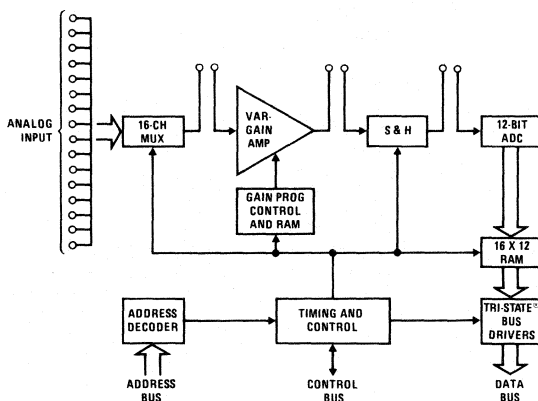 ANALOG
INPUT
16-CH
MUX
VAR-
GAIN
AMP
S & H
12-BIT
ADC
GAIN PROG
CONTROL
AND RAM
16 X 12
RAM
ADDRESS
DECODER
TIMING AND
CONTROL
TRI-STATE®
BUS
DRIVERS
ADDRESS
BUS
CONTROL
BUS
DATA
BUS